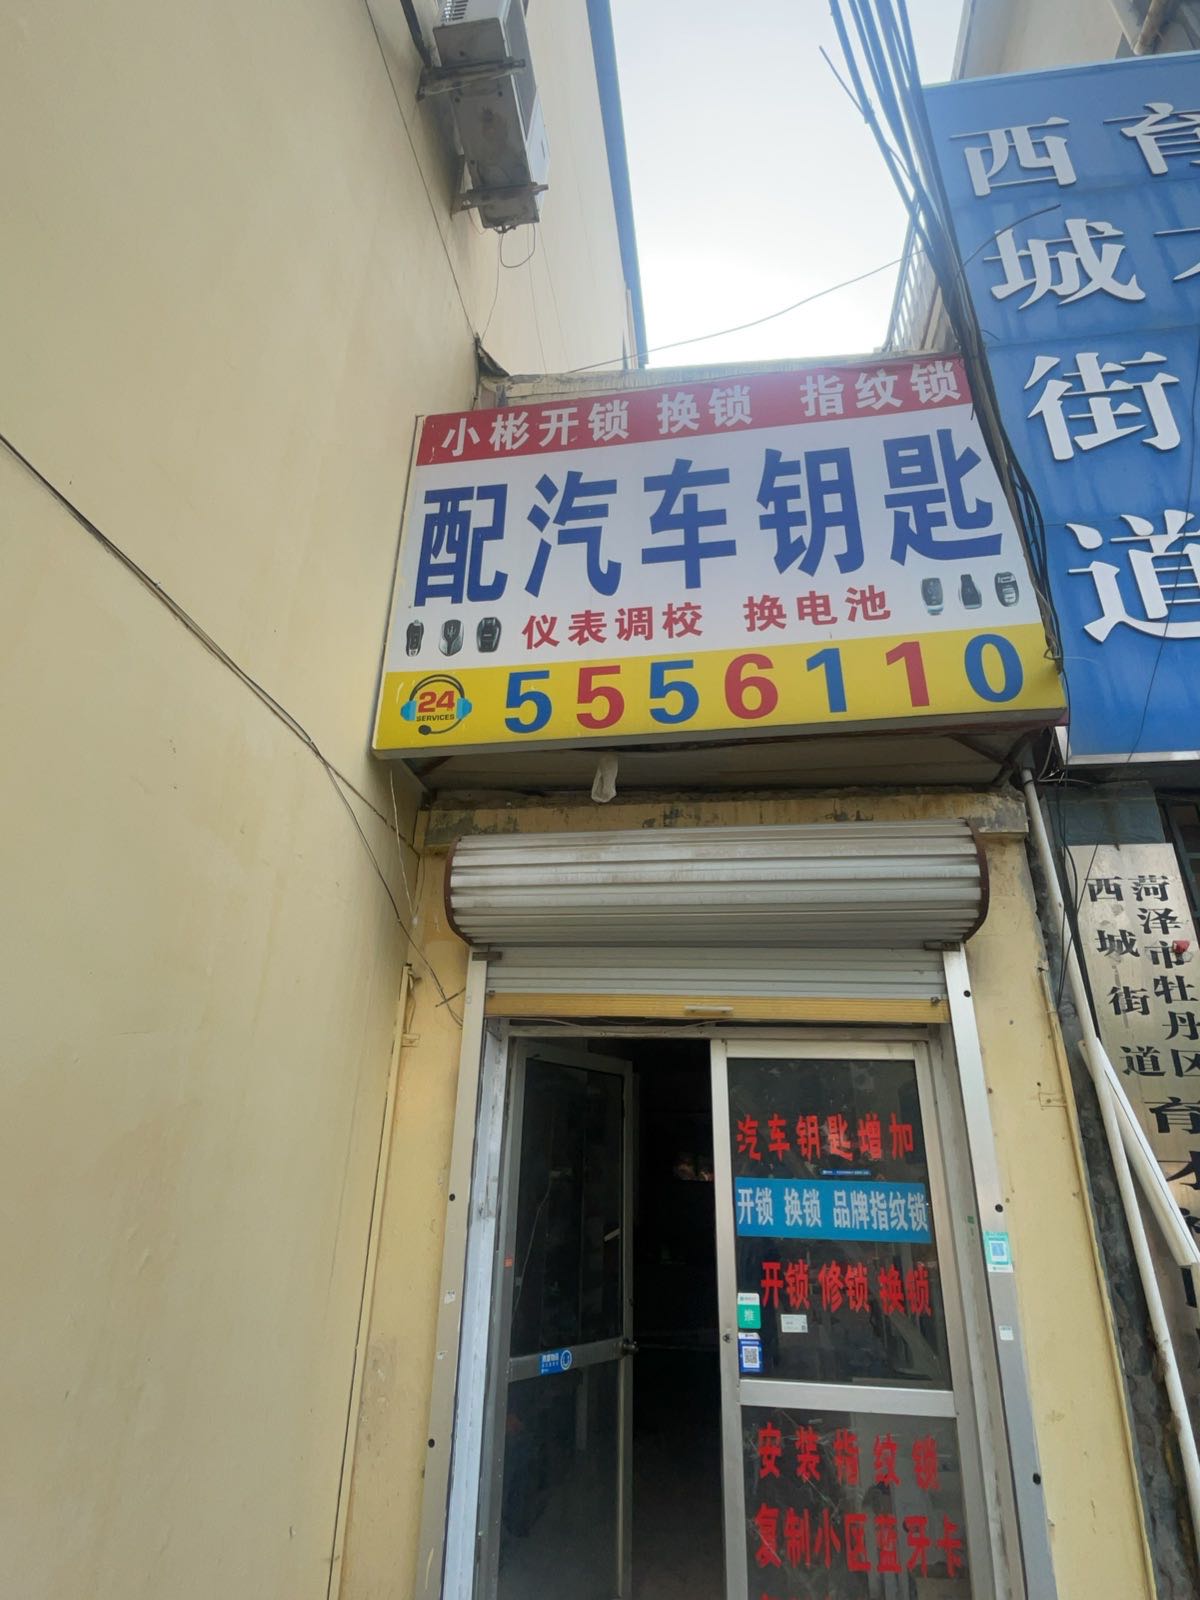 小彬开锁 换锁 指纹锁
配汽车钥匙
仪表调校 换电池
24
SERVICES
5556110
西城街道
育
菏泽市牡丹区
西城街道
育
汽车钥匙增加
开锁 换锁 品牌指纹锁
开锁 修锁 换锁
推
安装指纹锁
复制小区蓝牙卡